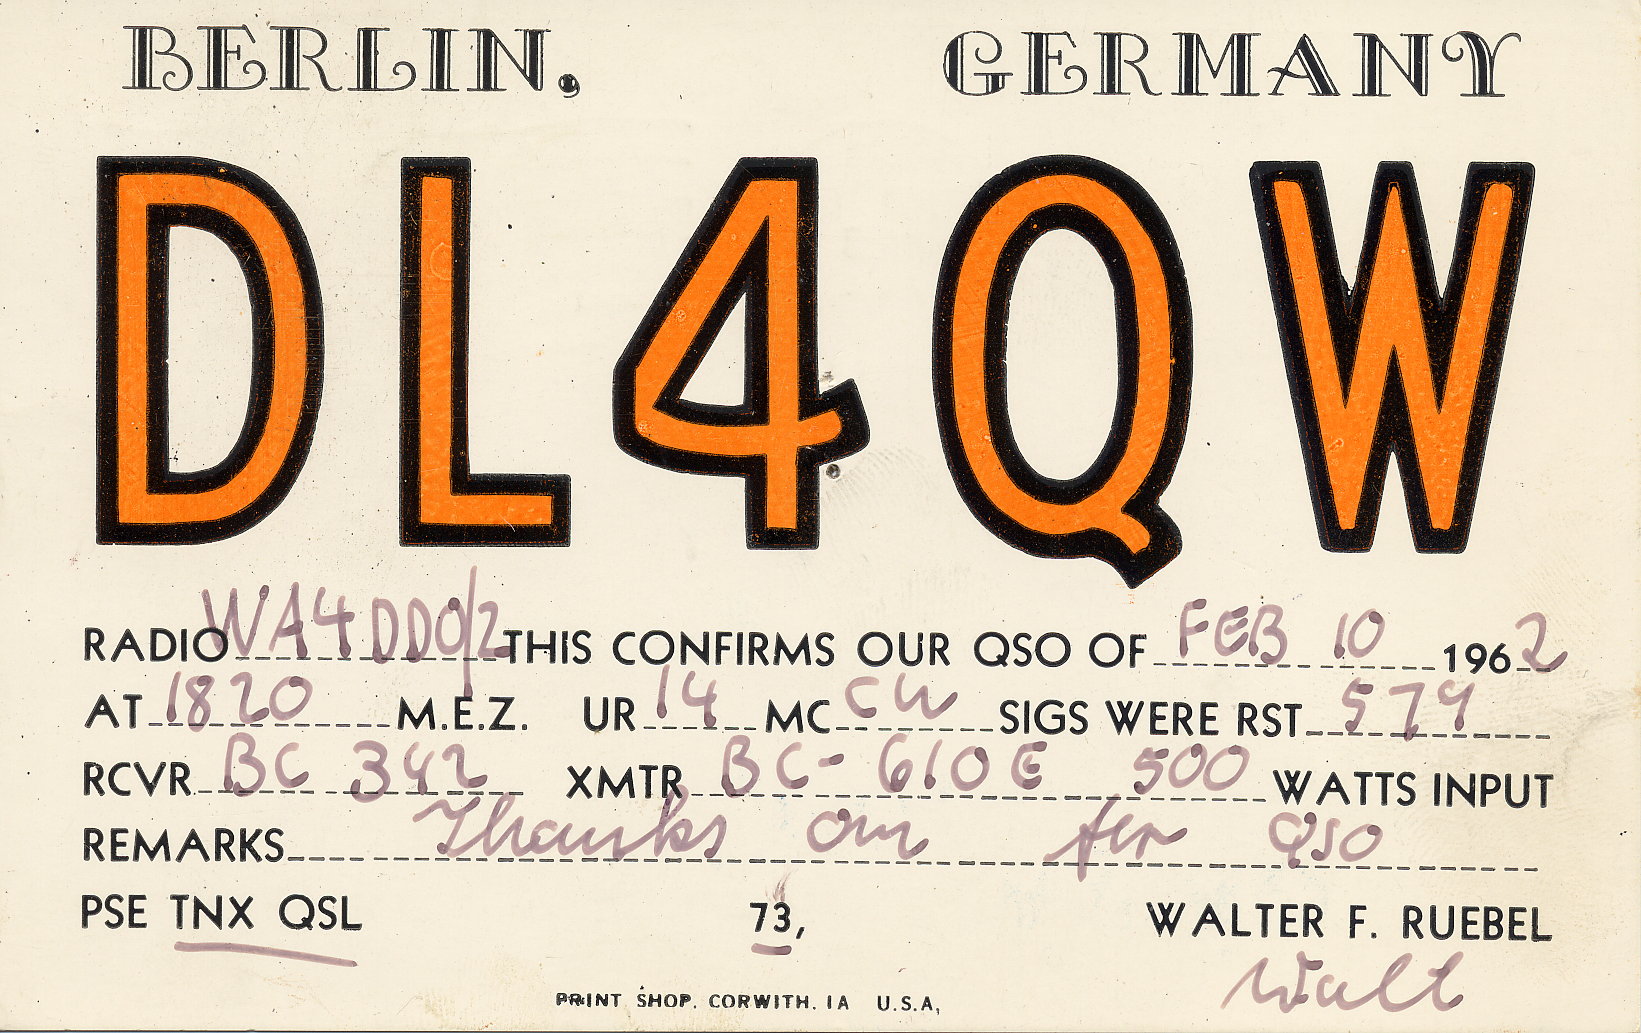 BERLIN, GERMANY
DL4QW
RADIO WA4DDQ/2 THIS CONFIRMS OUR QSO OF FEB 10 1962
AT 1820 M.E.Z. UR 14 MC CW SIGS WERE RST 579
RCVR BC 342 XMTR BC-610E 500 WATTS INPUT
REMARKS Thanks Om fer QSO
PSE TNX QSL 73, WALTER F. RUEBEL
Walt
PRINT SHOP. CORWITH. IA U.S.A.